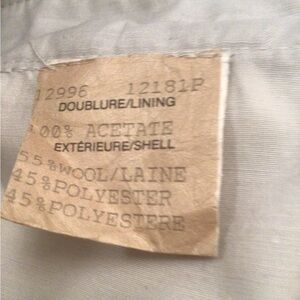 12996 12181P
DOUBLURE/LINING
100% ACETATE
EXTÉRIEURE/SHELL
55%WOOL/LAINE
45%POLYESTER
45%POLYESTERE